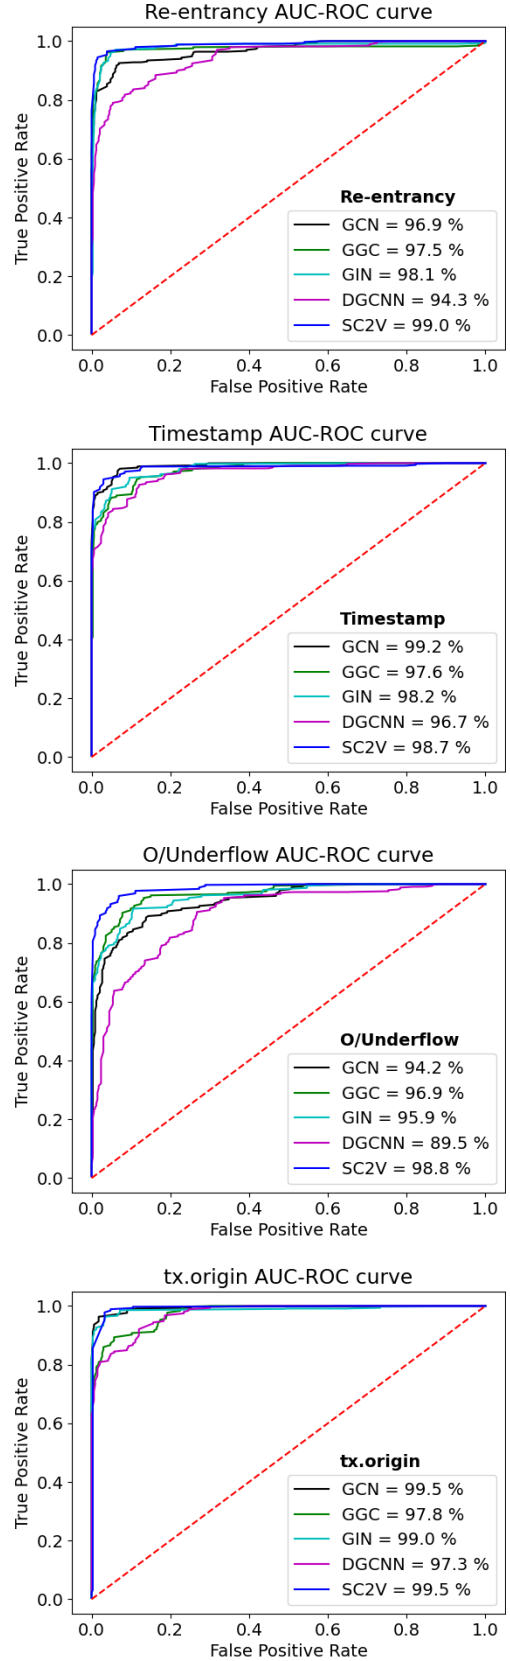 Re-entrancy AUC-ROC curve
1.0
0.8
0.6
0.4
0.2
0.0
True Positive Rate
Re-entrancy
GCN = 96.9 %
GGC = 97.5 %
GIN = 98.1 %
DGCNN = 94.3 %
SC2V = 99.0 %
0.0 0.2 0.4 0.6 0.8 1.0
False Positive Rate
Timestamp AUC-ROC curve
1.0
0.8
0.6
0.4
0.2
0.0
True Positive Rate
Timestamp
GCN = 99.2 %
GGC = 97.6 %
GIN = 98.2 %
DGCNN = 96.7 %
SC2V = 98.7 %
0.0 0.2 0.4 0.6 0.8 1.0
False Positive Rate
O/Underflow AUC-ROC curve
1.0
0.8
0.6
0.4
0.2
0.0
True Positive Rate
O/Underflow
GCN = 94.2 %
GGC = 96.9 %
GIN = 95.9 %
DGCNN = 89.5 %
SC2V = 98.8 %
0.0 0.2 0.4 0.6 0.8 1.0
False Positive Rate
tx.origin AUC-ROC curve
1.0
0.8
0.6
0.4
0.2
0.0
True Positive Rate
tx.origin
GCN = 99.5 %
GGC = 97.8 %
GIN = 99.0 %
DGCNN = 97.3 %
SC2V = 99.5 %
0.0 0.2 0.4 0.6 0.8 1.0
False Positive Rate